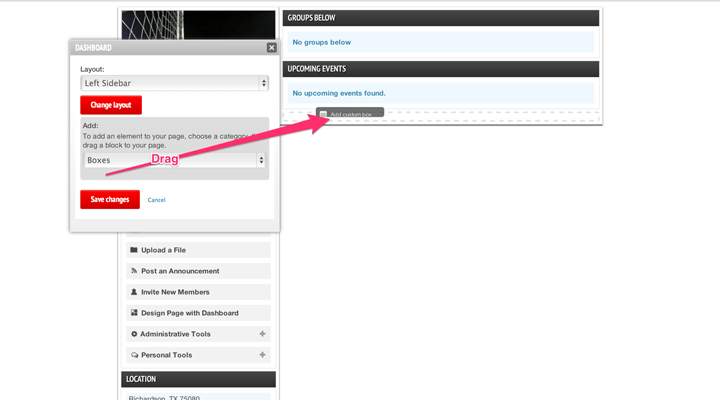 GROUPS BELOW
No groups below
UPCOMING EVENTS
No upcoming events found.
Add custom box
DASHBOARD
Layout:
Left Sidebar
Change layout
Add:
To add an element to your page, choose a category,
drag a block to your page.
Drag
Boxes
Save changes
Cancel
Upload a File
Post an Announcement
Invite New Members
Design Page with Dashboard
Administrative Tools
Personal Tools
LOCATION
Richardson, TX 75080